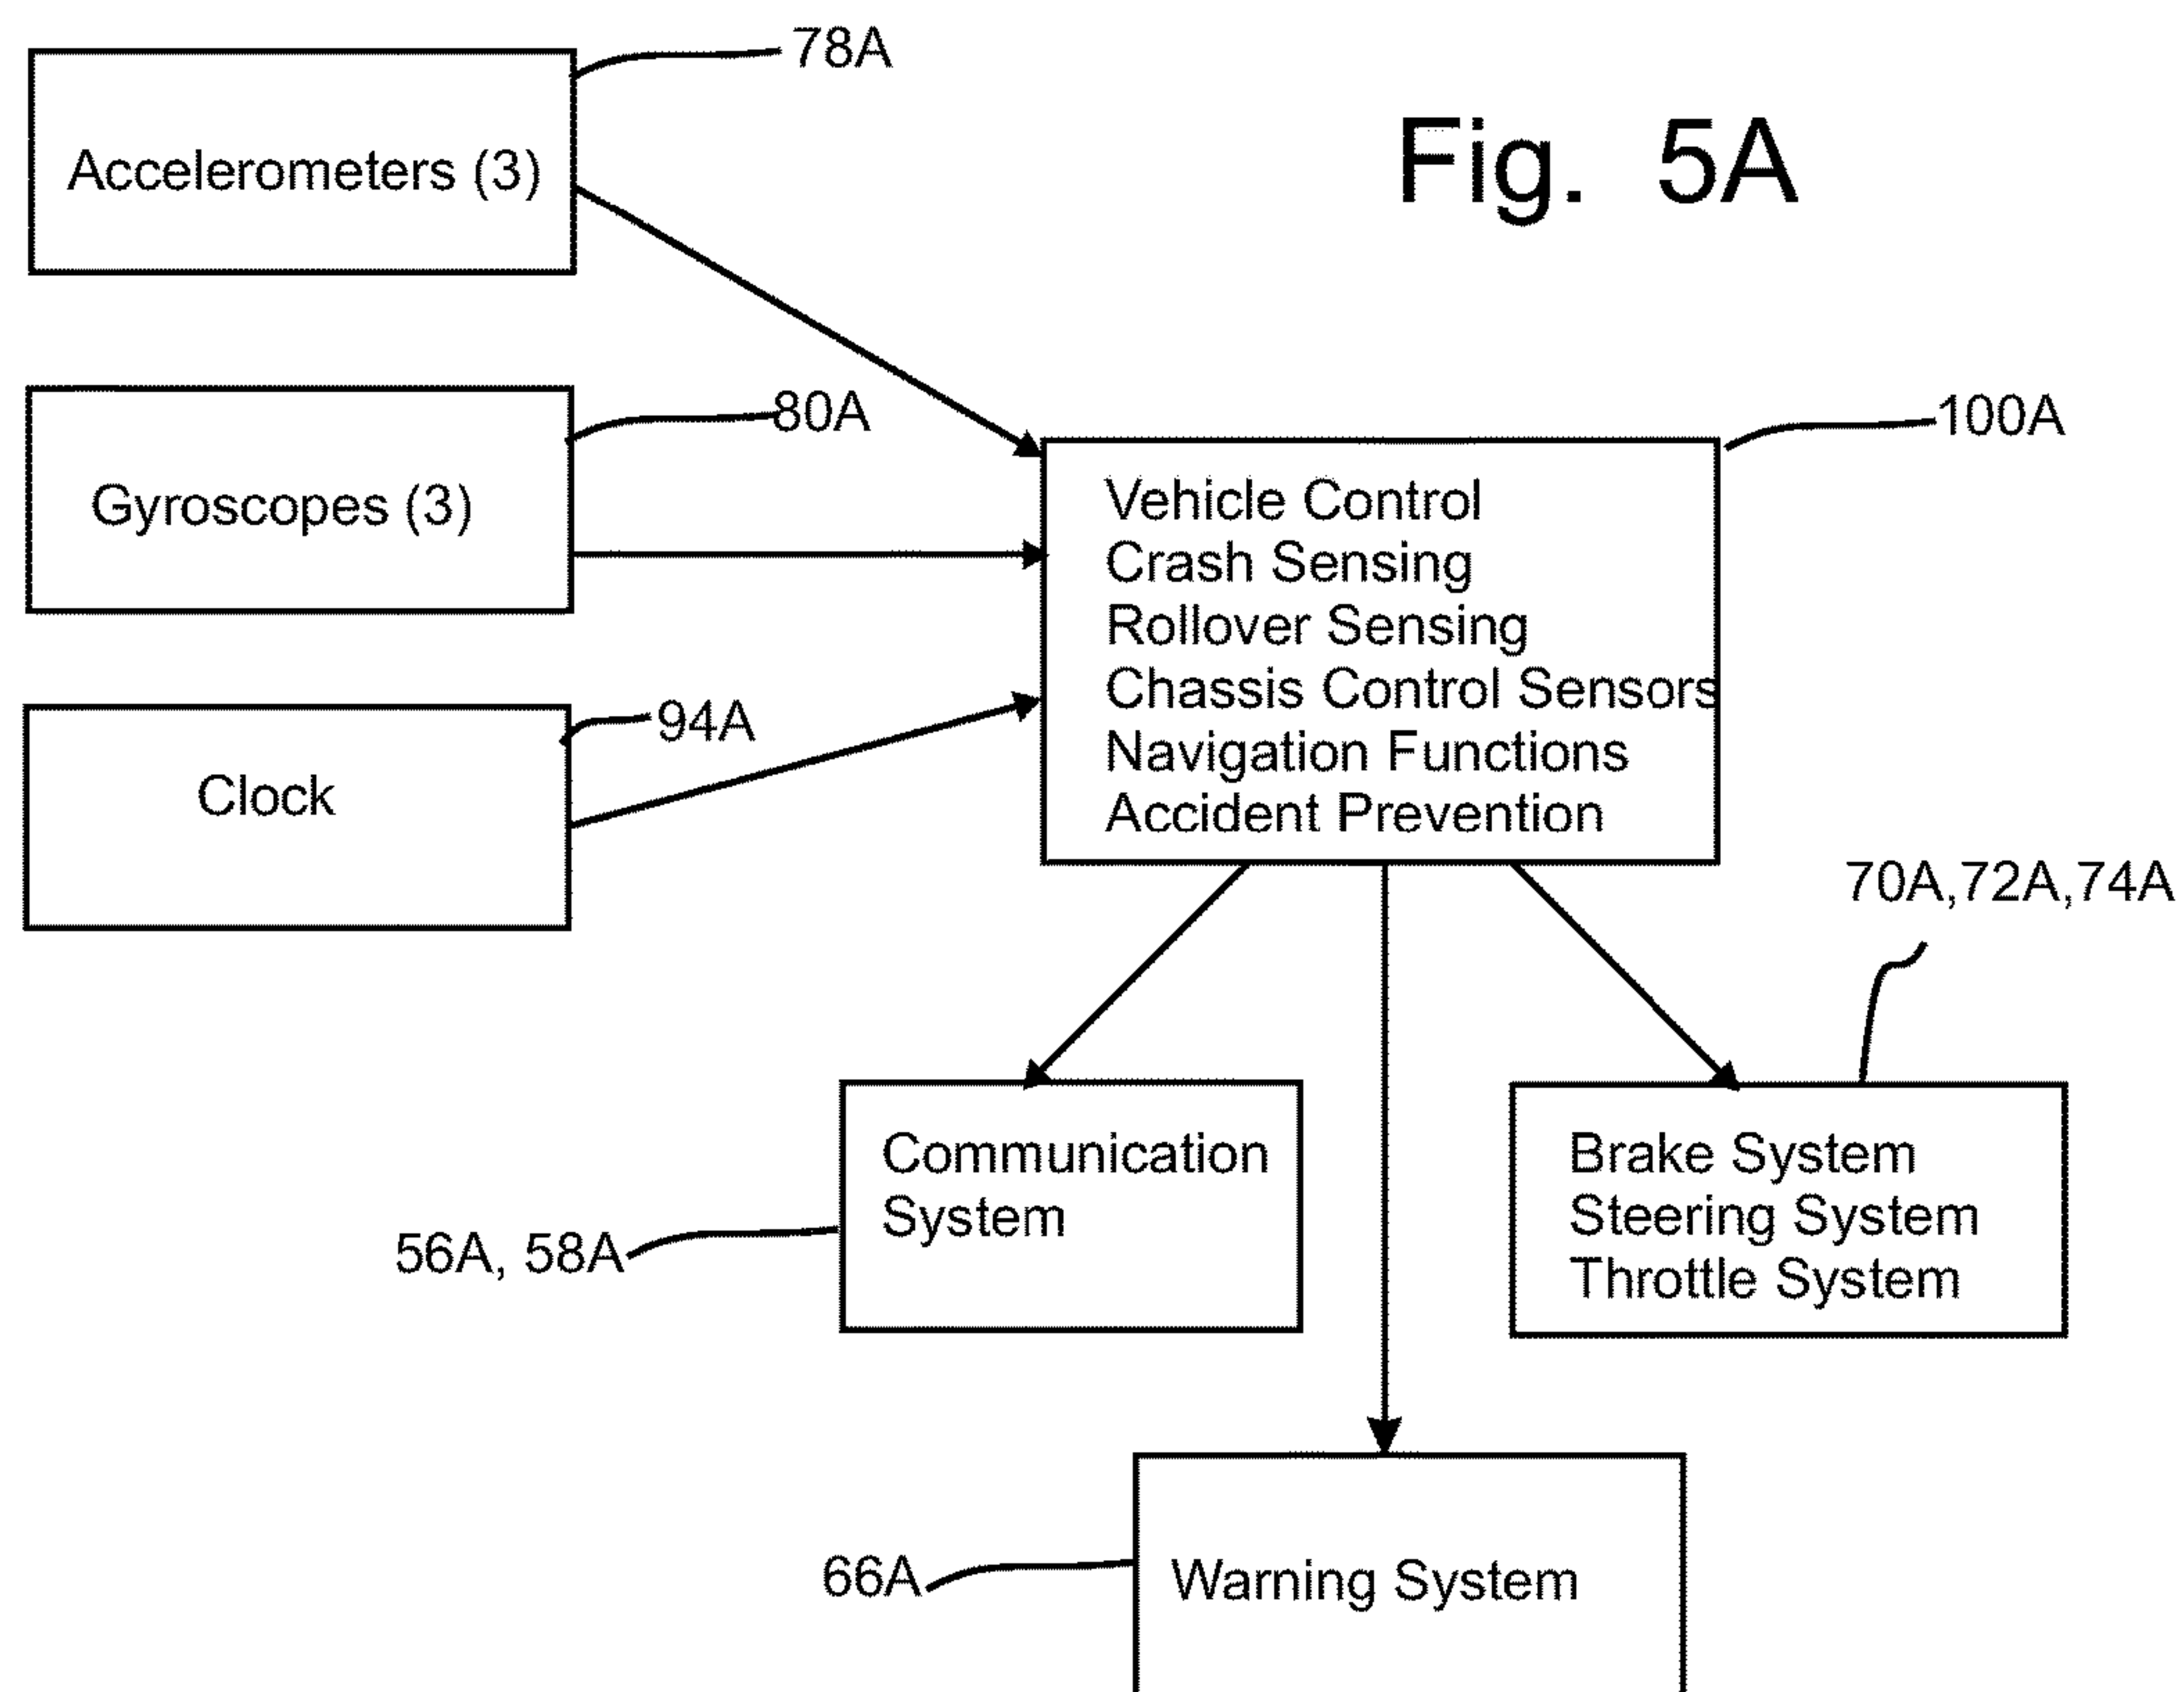 78A
Fig. 5A
Accelerometers (3)
80A
100A
Gyroscopes (3)
Vehicle Control
Crash Sensing
Rollover Sensing
Chassis Control Sensors
Navigation Functions
Accident Prevention
94A
Clock
70A,72A,74A
Communication
System
56A, 58A
Brake System
Steering System
Throttle System
66A
Warning System